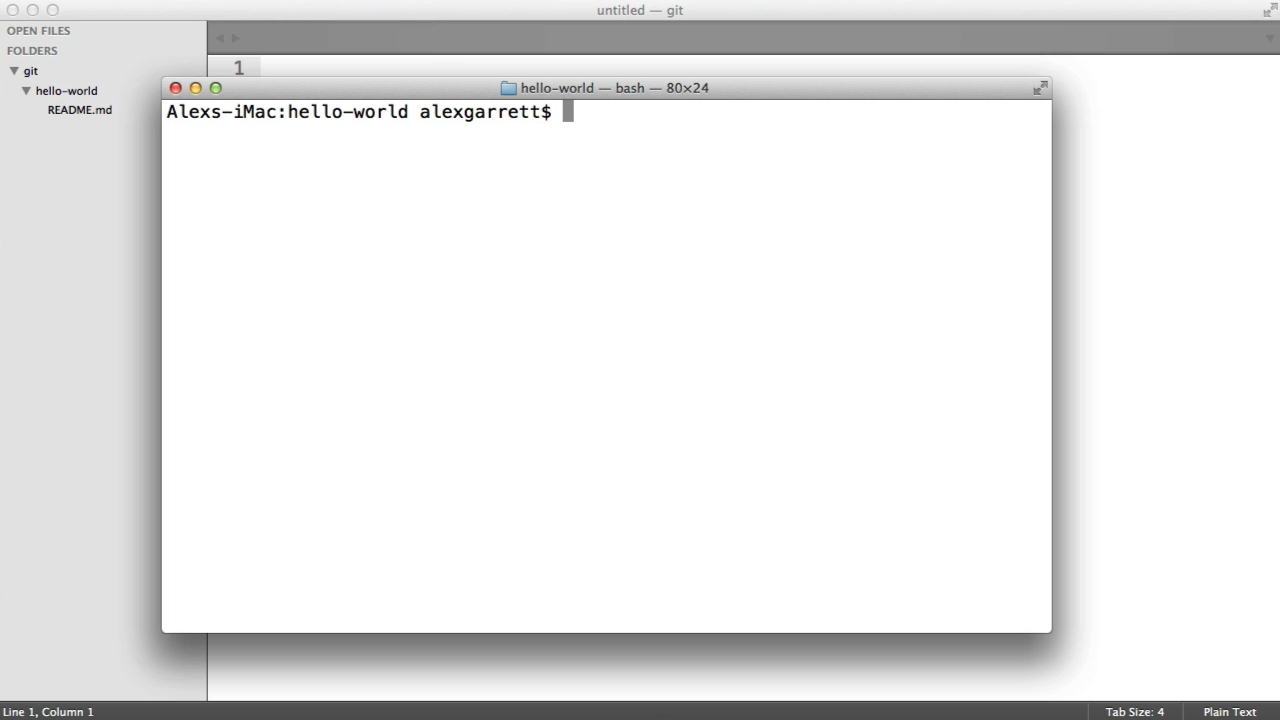 untitled — git
OPEN FILES
FOLDERS
git
hello-world
README.md
1
hello-world — bash — 80×24
Alexs-iMac:hello-world alexgarrett$
Line 1, Column 1
Tab Size: 4
Plain Text